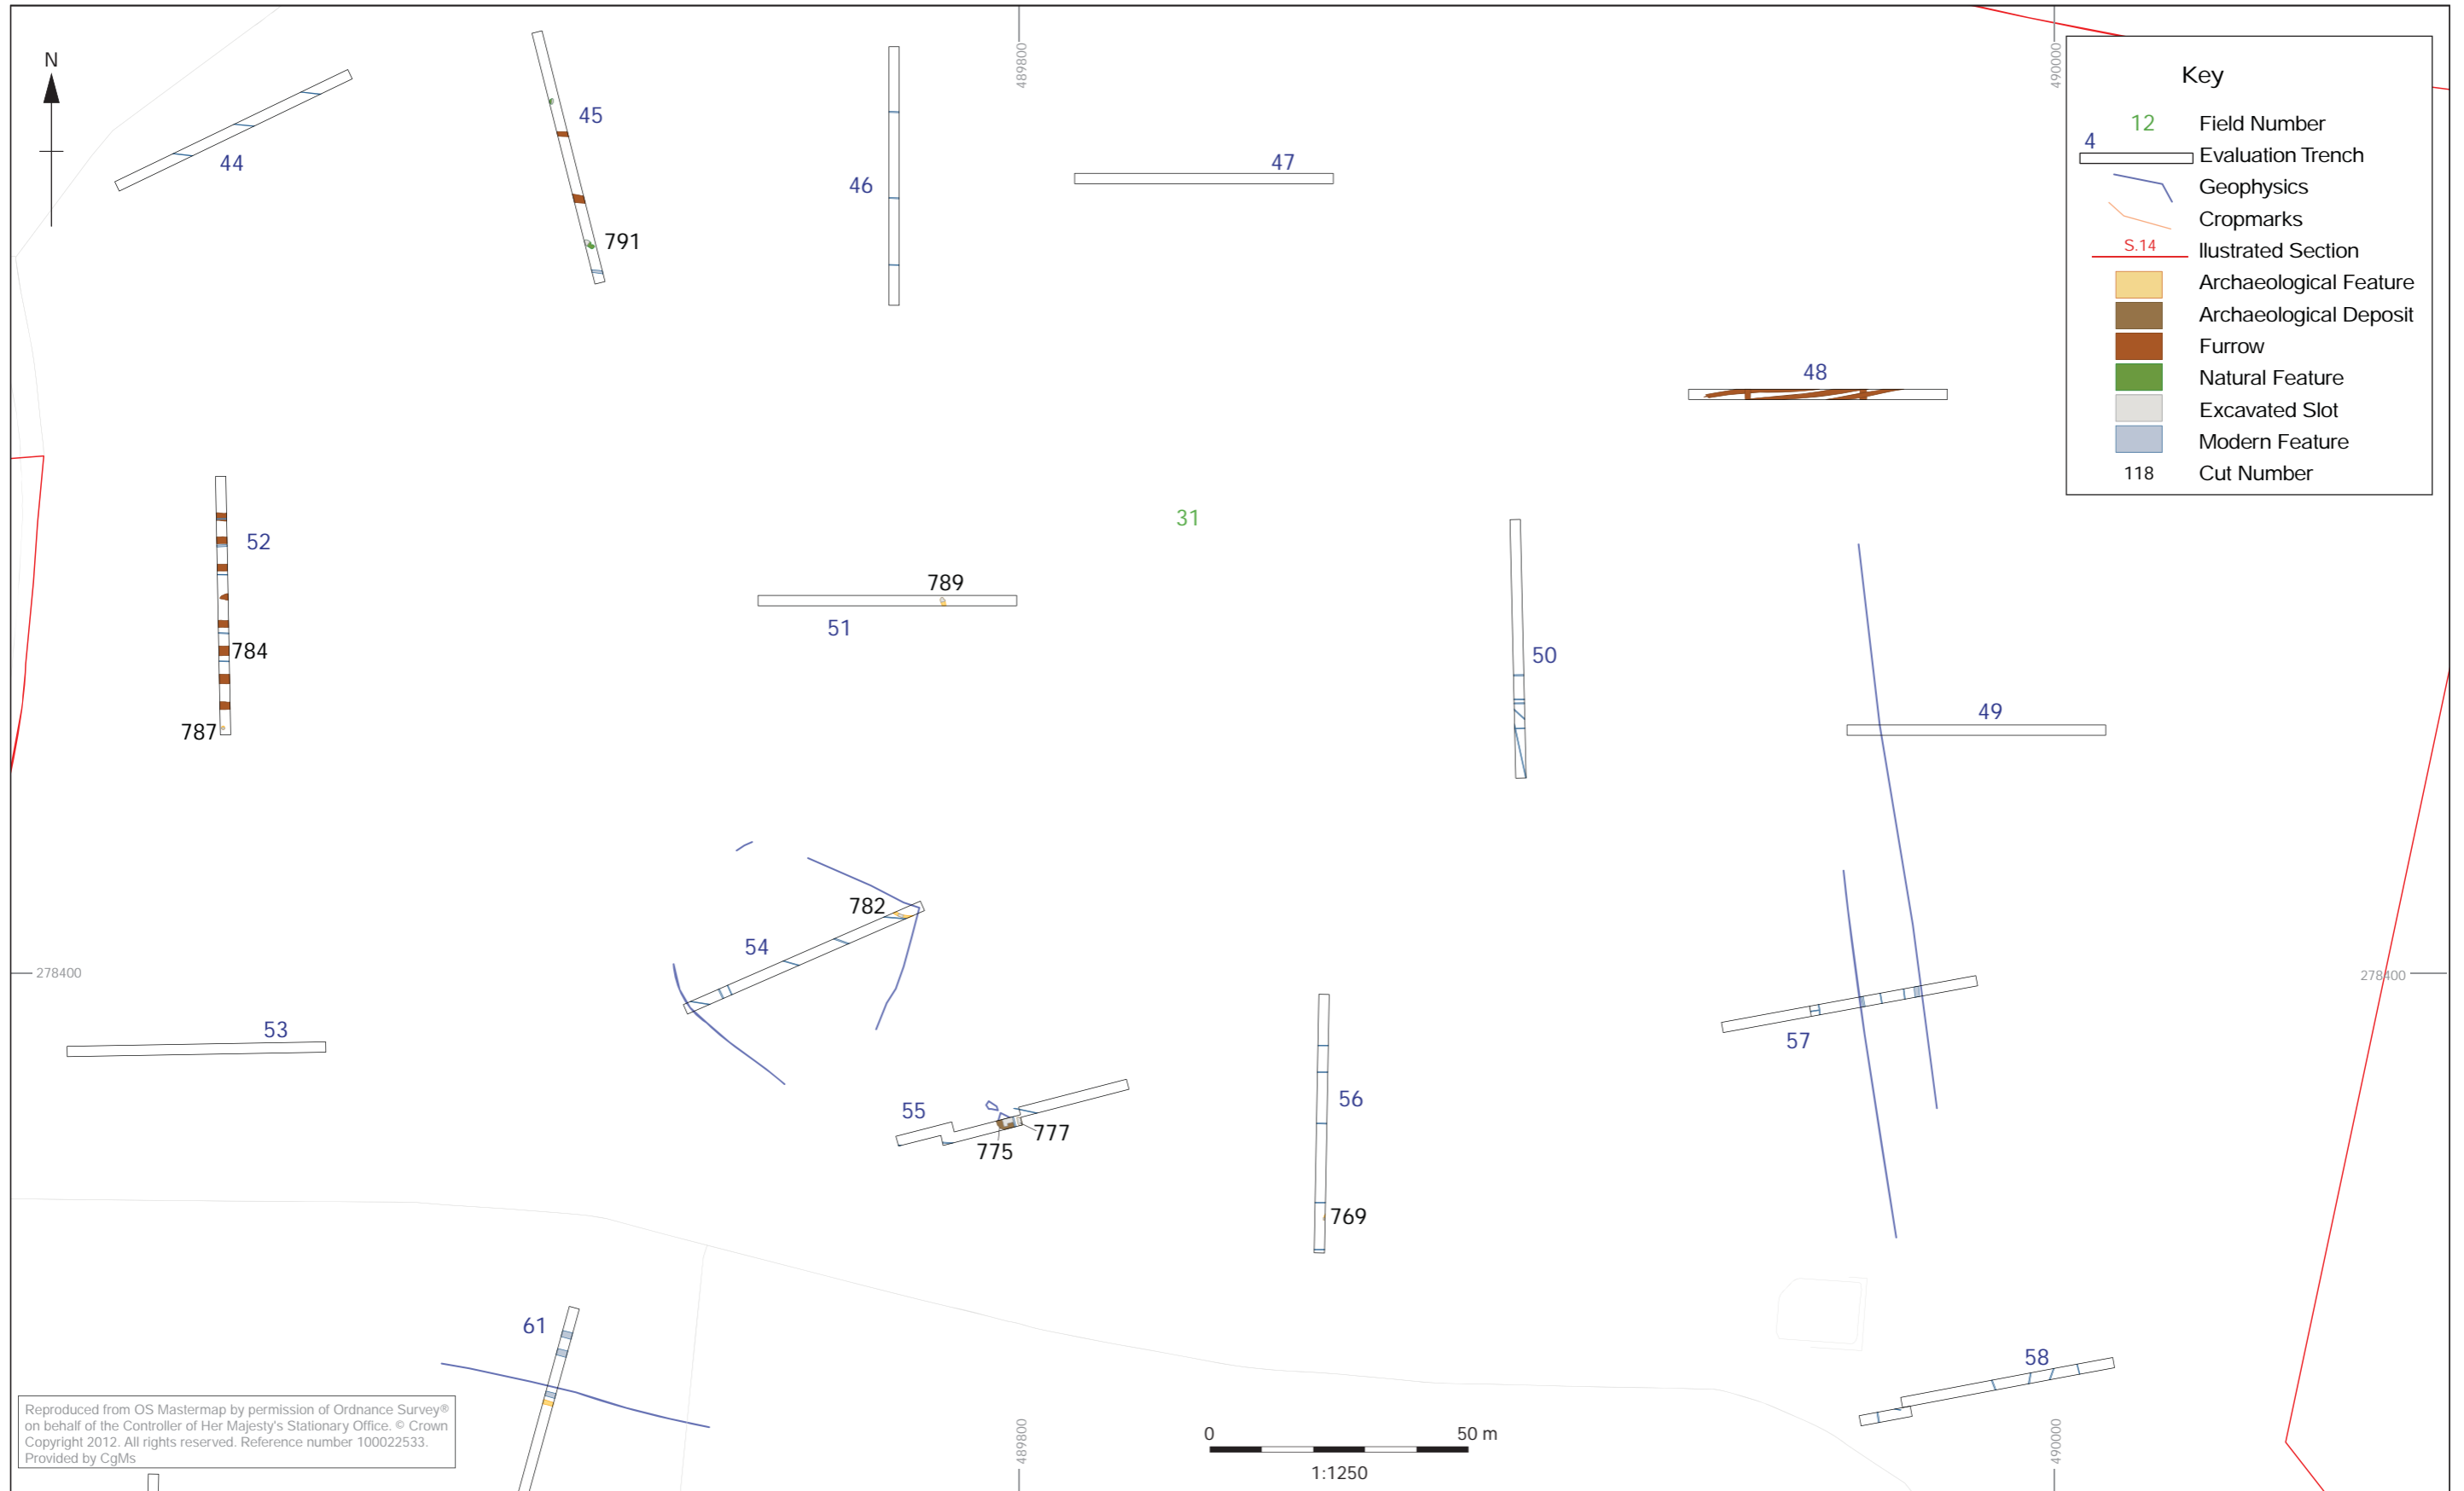 489800
490000
N
Key
12 Field Number
4 Evaluation Trench
Geophysics
Cropmarks
S.14 Ilustrated Section
Archaeological Feature
Archaeological Deposit
Furrow
Natural Feature
Excavated Slot
Modern Feature
118 Cut Number
44
45
791
46
47
48
31
52
784
787
789
51
50
49
782
54
278400
278400
53
57
55
775
777
56
769
61
58
Reproduced from OS Mastermap by permission of Ordnance Survey®
on behalf of the Controller of Her Majesty's Stationary Office. © Crown
Copyright 2012. All rights reserved. Reference number 100022533.
Provided by CgMs
489800
0 50 m
1:1250
490000